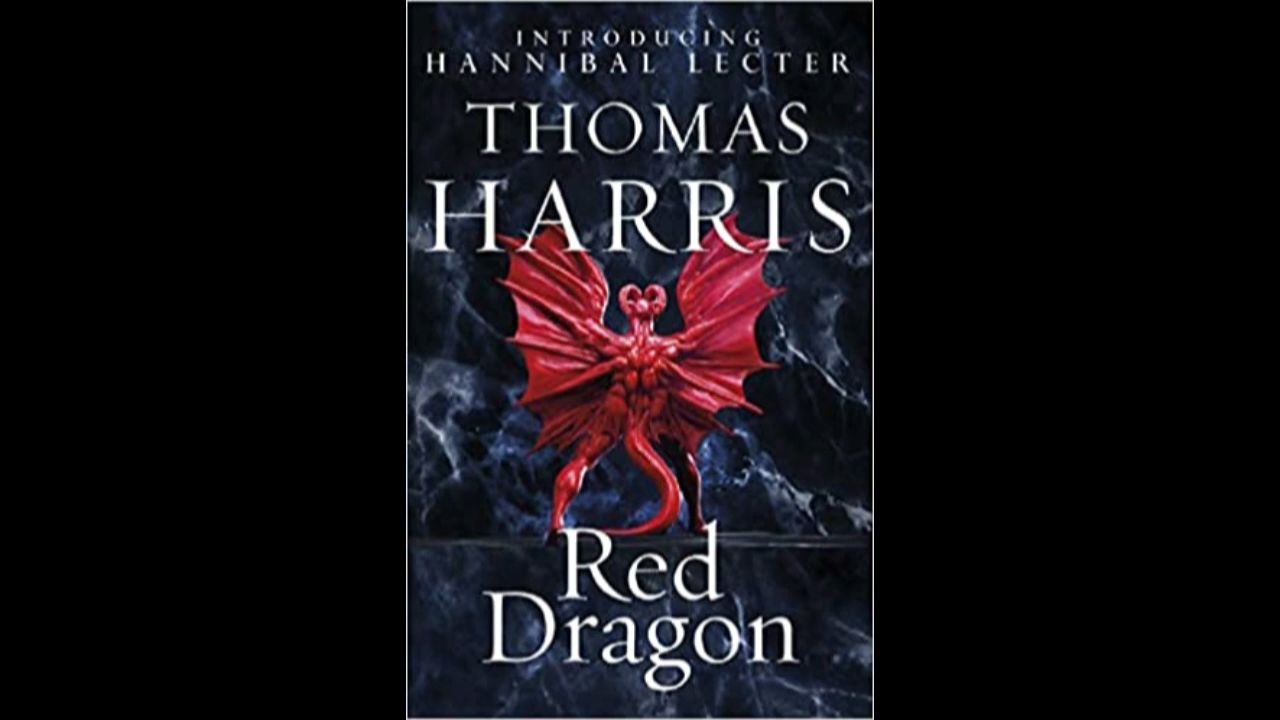 INTRODUCING
HANNIBAL LECTER
THOMAS
HARRIS
Red
Dragon